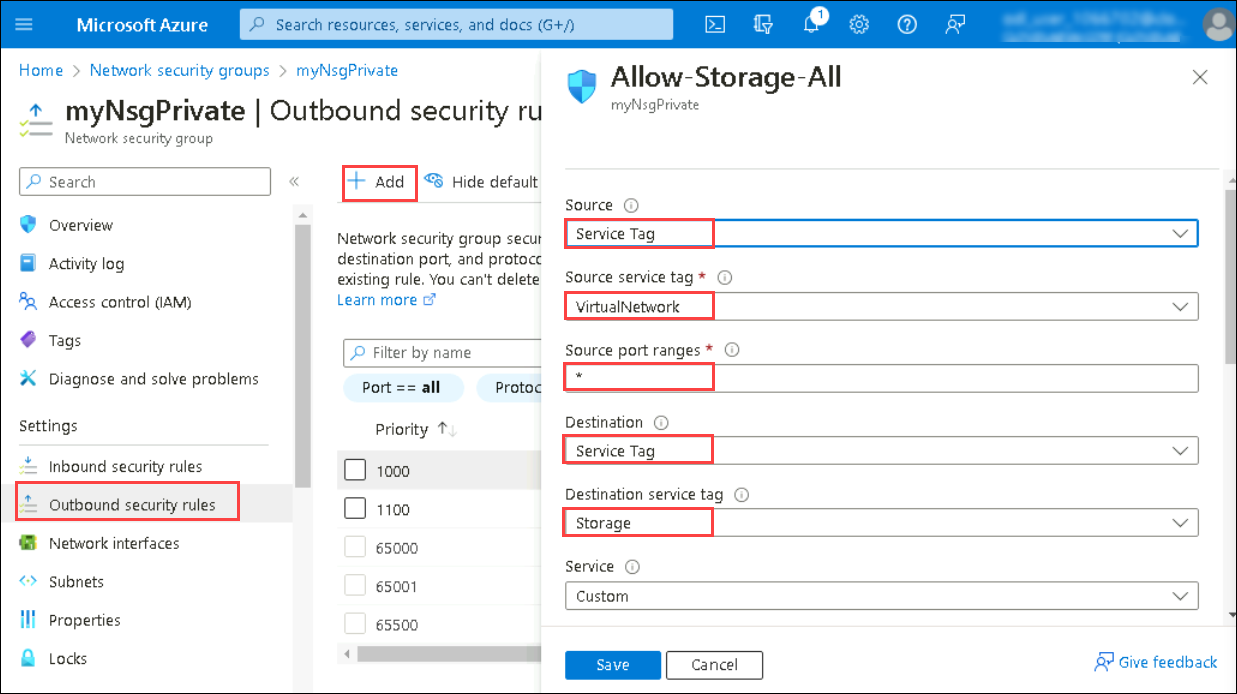 Microsoft Azure
Search resources, services, and docs (G+/)
1
Home > Network security groups > myNsgPrivate
myNsgPrivate | Outbound security ru
Network security group
Search
«
Overview
Activity log
Access control (IAM)
Tags
Diagnose and solve problems
Settings
Inbound security rules
Outbound security rules
Network interfaces
Subnets
Properties
Locks
+ Add
Hide default
Network security group secur
destination port, and protoco
existing rule. You can't delete
Learn more
Filter by name
Port == all
Protoc
Priority ↑↓
1000
1100
65000
65001
65500
Allow-Storage-All
myNsgPrivate
Source
Service Tag
Source service tag *
VirtualNetwork
Source port ranges *
*
Destination
Service Tag
Destination service tag
Storage
Service
Custom
Save
Cancel
Give feedback